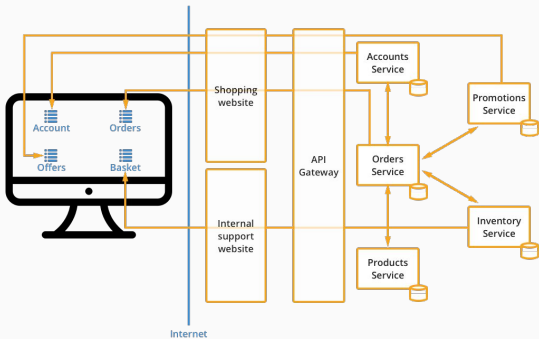 Account
Orders
Offers
Basket
Shopping
website
Internal
support
website
API
Gateway
Accounts
Service
Orders
Service
Products
Service
Promotions
Service
Inventory
Service
Internet